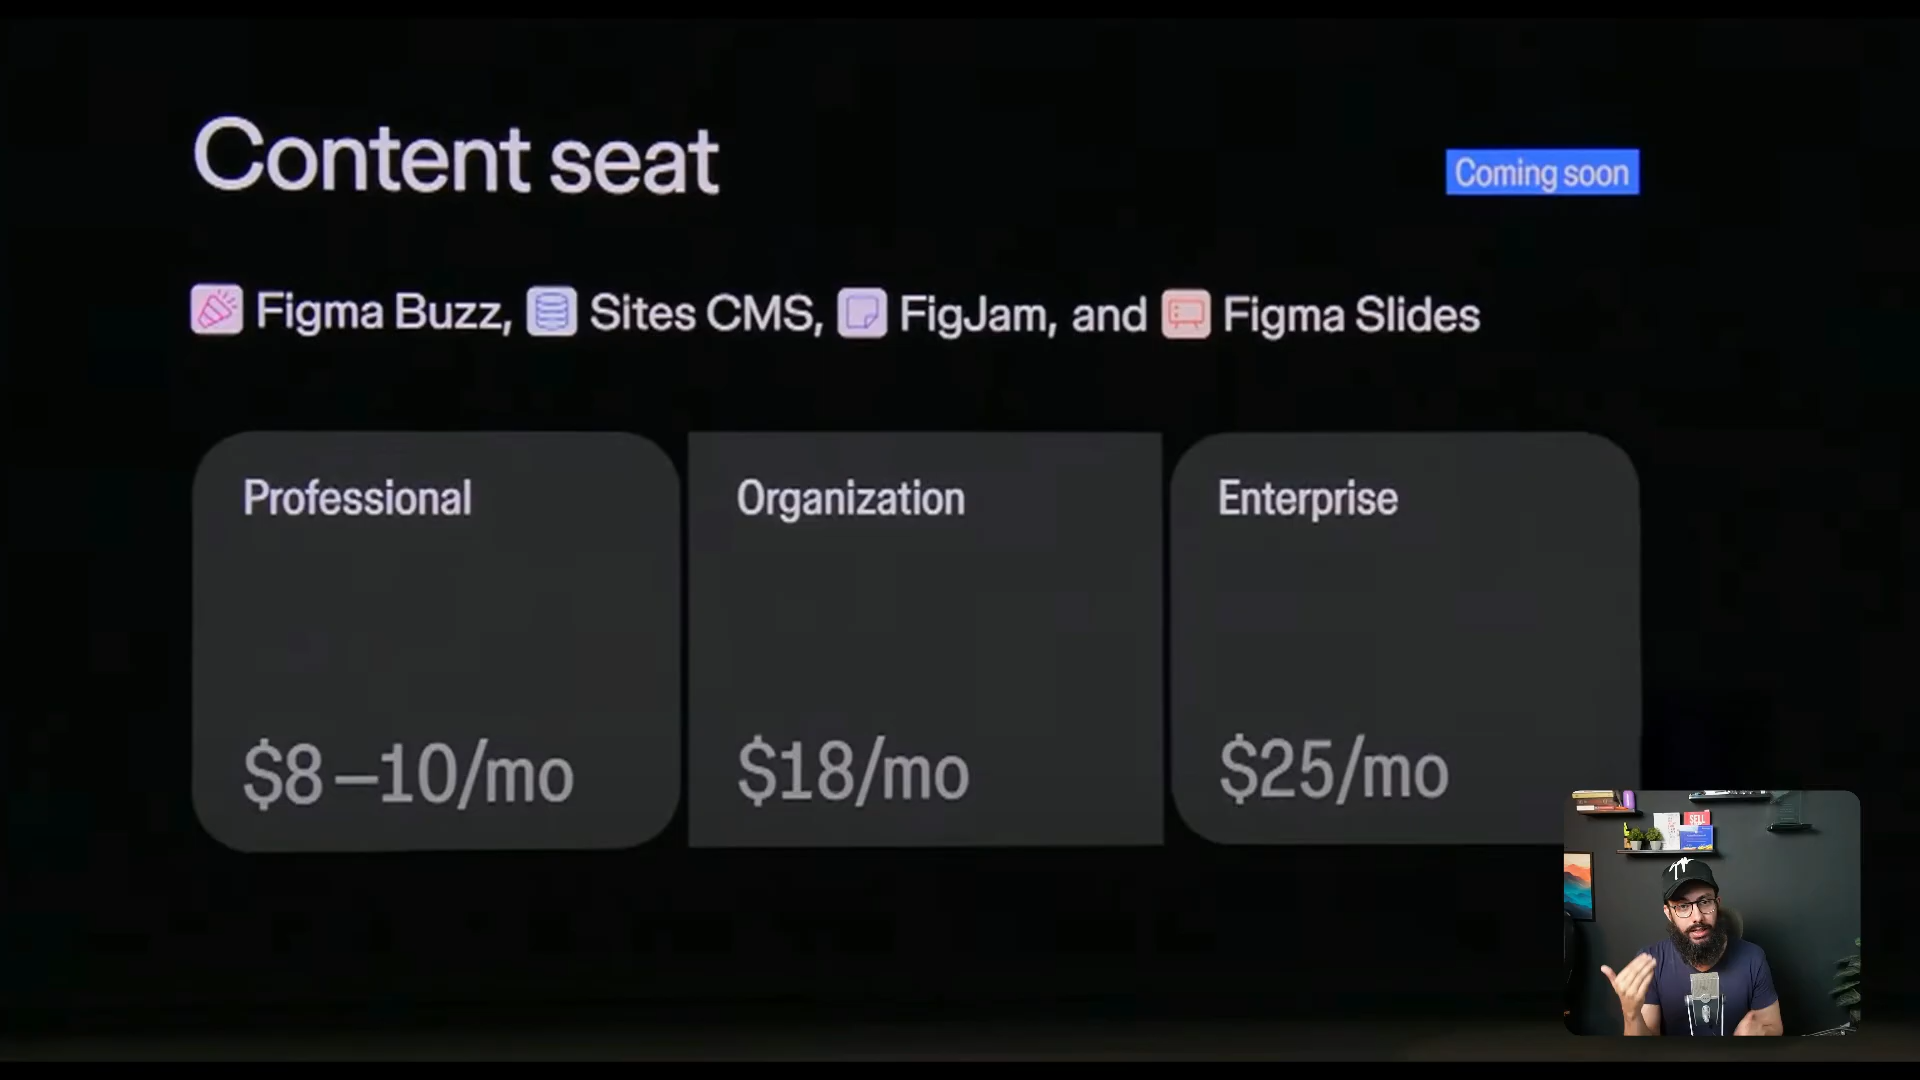 Content seat
Coming soon
Figma Buzz, Sites CMS, FigJam, and Figma Slides
Professional
Organization
Enterprise
$8–10/mo
$18/mo
$25/mo
SELL